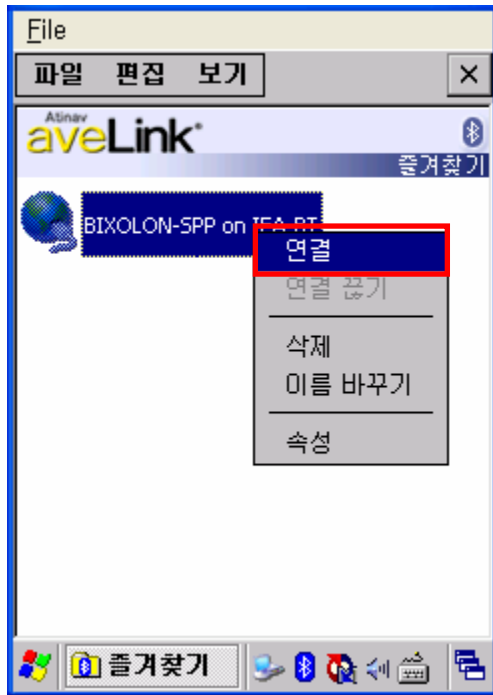 File
파일 편집 보기
Atinav
aveLink
즐겨찾기
BIXOLON-SPP on
연결
연결 끊기
삭제
이름 바꾸기
속성
즐겨찾기